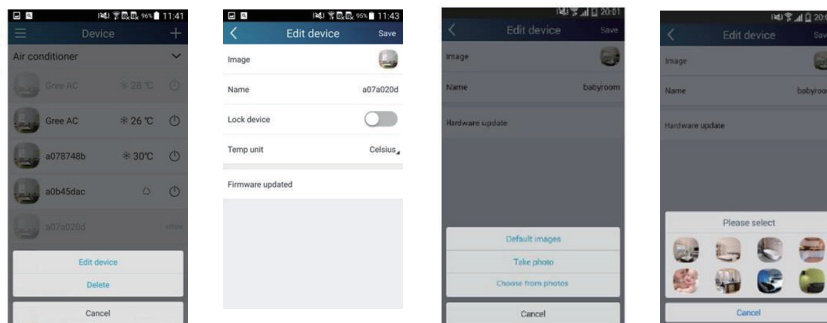 96% 11:41
Device +
Air conditioner
Gree AC 26 ℃
Gree AC 26 ℃
a078748b 30℃
a0b45dac
a07a020d offline
Edit device
Delete
Cancel
95% 11:43
Edit device Save
Image
Name a07a020d
Lock device
Temp unit Celsius
Firmware updated
20:01
Edit device Save
Image
Name babyroom
Hardware update
Default images
Take photo
Choose from photos
Cancel
Edit device
Image
Name
Hardware update
Please select
Cancel